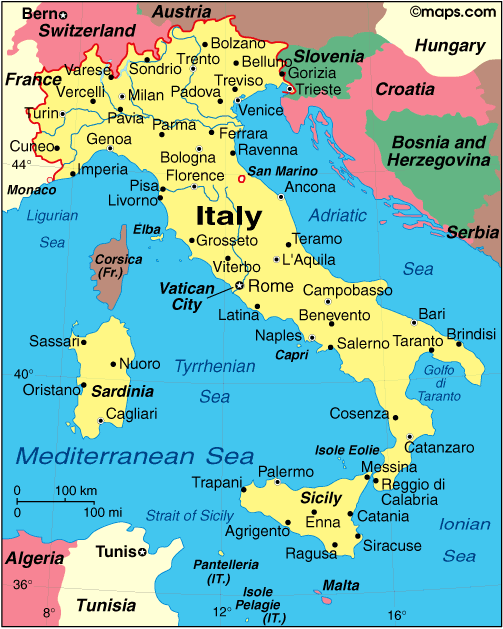 ©maps.com
Bern
Austria
Switzerland
Hungary
Bolzano
Slovenia
Trento
Belluno
Sondrio
France
Varese
Treviso
Gorizia
Vercelli
Milan
Padova
Trieste
Croatia
Turin
Venice
Pavia
Parma
Ferrara
Bosnia and
Herzegovina
Cuneo
Genoa
Bologna
Ravenna
44°
Imperia
Florence
San Marino
Monaco
Pisa
Ancona
Livorno
Ligurian
Sea
Italy
Adriatic
Sea
Elba
Serbia
Grosseto
Teramo
Corsica
(Fr.)
Viterbo
L'Aquila
Vatican
City
Rome
Campobasso
Latina
Benevento
Bari
Sassari
Naples
Capri
Salerno
Taranto
Brindisi
Nuoro
Tyrrhenian
Sea
Golfo
di
Taranto
40°
Oristano
Sardinia
Cagliari
Cosenza
Catanzaro
Isole Eolie
Mediterranean Sea
Messina
Reggio di
Calabria
Palermo
Trapani
Sicily
0
100 km
0
100 mi
Strait of Sicily
Enna
Catania
Agrigento
Siracuse
Ionian
Sea
Ragusa
Algeria
Tunis
Pantelleria
(IT.)
Malta
36°
Tunisia
Isole
Pelagie
(IT.)
8°
12°
16°